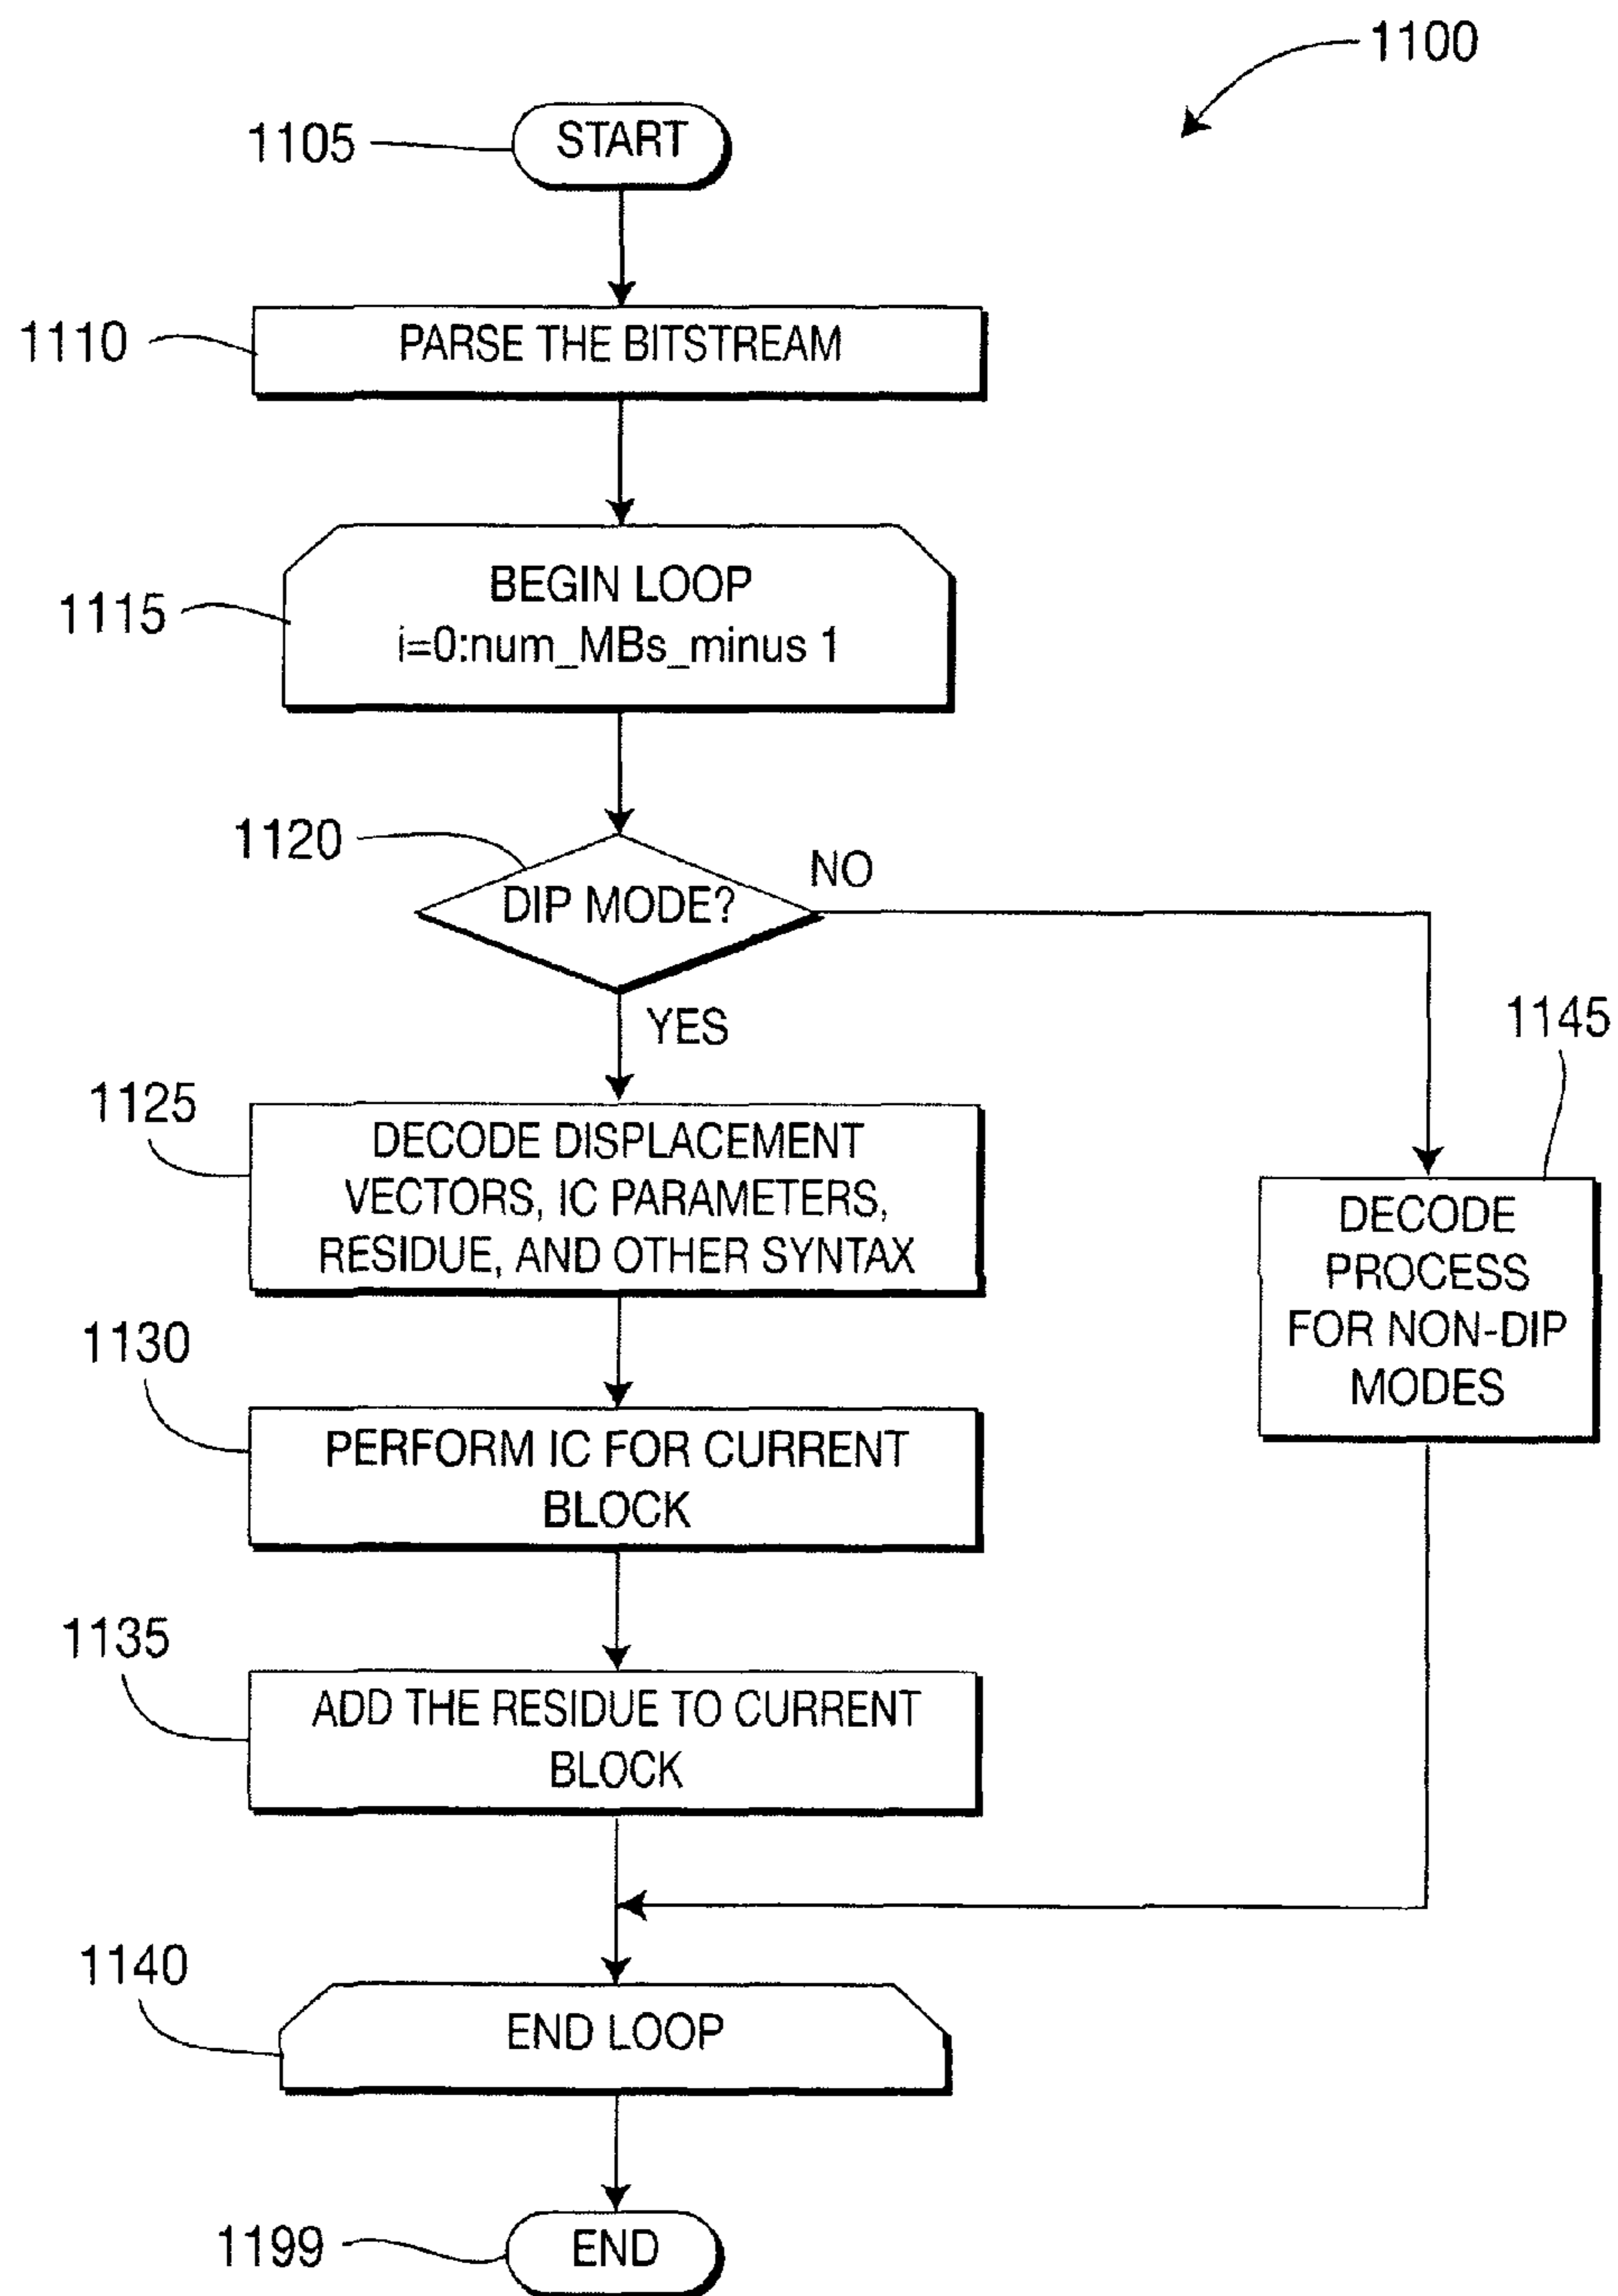 1100
1105
START
1110
PARSE THE BITSTREAM
1115
BEGIN LOOP
i=0:num_MBs_minus 1
1120
DIP MODE?
NO
YES
1125
DECODE DISPLACEMENT
VECTORS, IC PARAMETERS,
RESIDUE, AND OTHER SYNTAX
1145
DECODE
PROCESS
FOR NON-DIP
MODES
1130
PERFORM IC FOR CURRENT
BLOCK
1135
ADD THE RESIDUE TO CURRENT
BLOCK
1140
END LOOP
1199
END